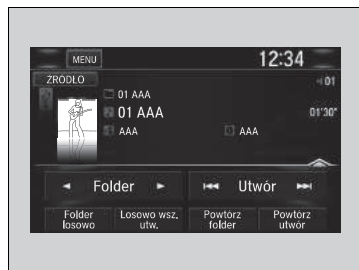 MENU
12:34
ŹRÓDŁO
01
01 AAA
01 AAA
01'30"
AAA
AAA
Folder
Utwór
Folder losowo
Losowo wsz. utw.
Powtórz folder
Powtórz utwór